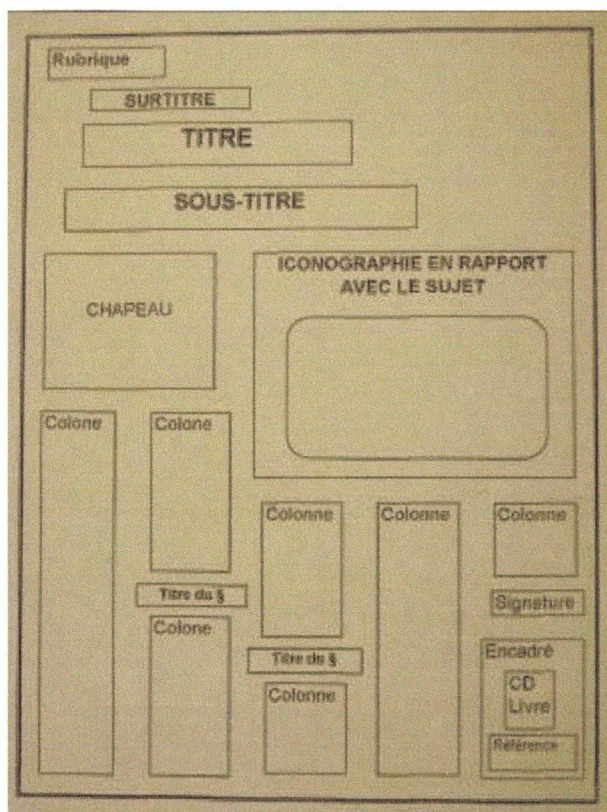 Rubrique
SURTITRE
TITRE
SOUS-TITRE
CHAPEAU
ICONOGRAPHIE EN RAPPORT
AVEC LE SUJET
Colone
Colone
Titre du §
Colone
Colonne
Titre du §
Colonne
Colonne
Colonne
Signature
Encadré
CD
Livre
Référence